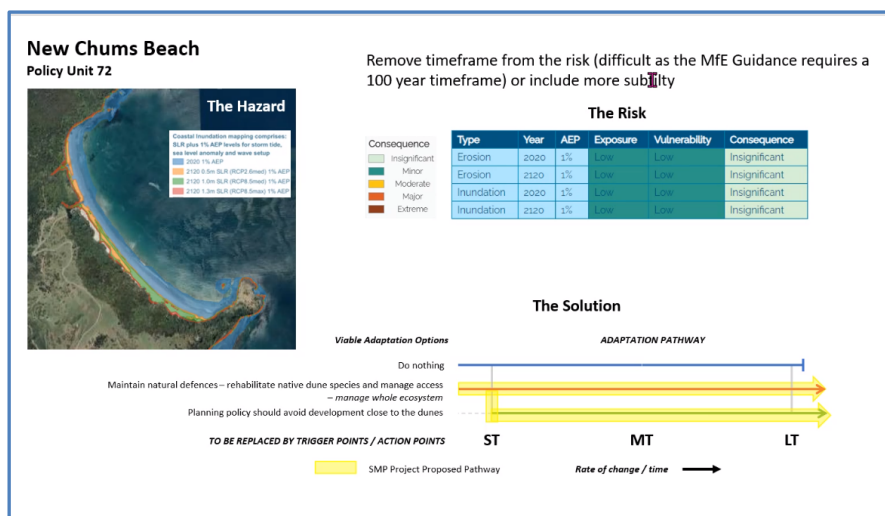 New Chums Beach
Policy Unit 72
The Hazard
Coastal Inundation mapping comprises:
SLR plus 1% AEP levels for storm tide,
sea level anomaly and wave setup
2020 1% AEP
2120 0.5m SLR (RCP2.6med) 1% AEP
2120 1.0m SLR (RCP8.5med) 1% AEP
2120 1.3m SLR (RCP8.5max) 1% AEP
Remove timeframe from the risk (difficult as the MfE Guidance requires a
100 year timeframe) or include more subtilty
The Risk
Consequence
Insignificant
Minor
Moderate
Major
Extreme
Type Year AEP Exposure Vulnerability Consequence
Erosion 2020 1% Low Low Insignificant
Erosion 2120 1% Low Low Insignificant
Inundation 2020 1% Low Low Insignificant
Inundation 2120 1% Low Low Insignificant
The Solution
Viable Adaptation Options ADAPTATION PATHWAY
Do nothing
Maintain natural defences – rehabilitate native dune species and manage access
– manage whole ecosystem
Planning policy should avoid development close to the dunes
TO BE REPLACED BY TRIGGER POINTS / ACTION POINTS ST MT LT
SMP Project Proposed Pathway Rate of change / time